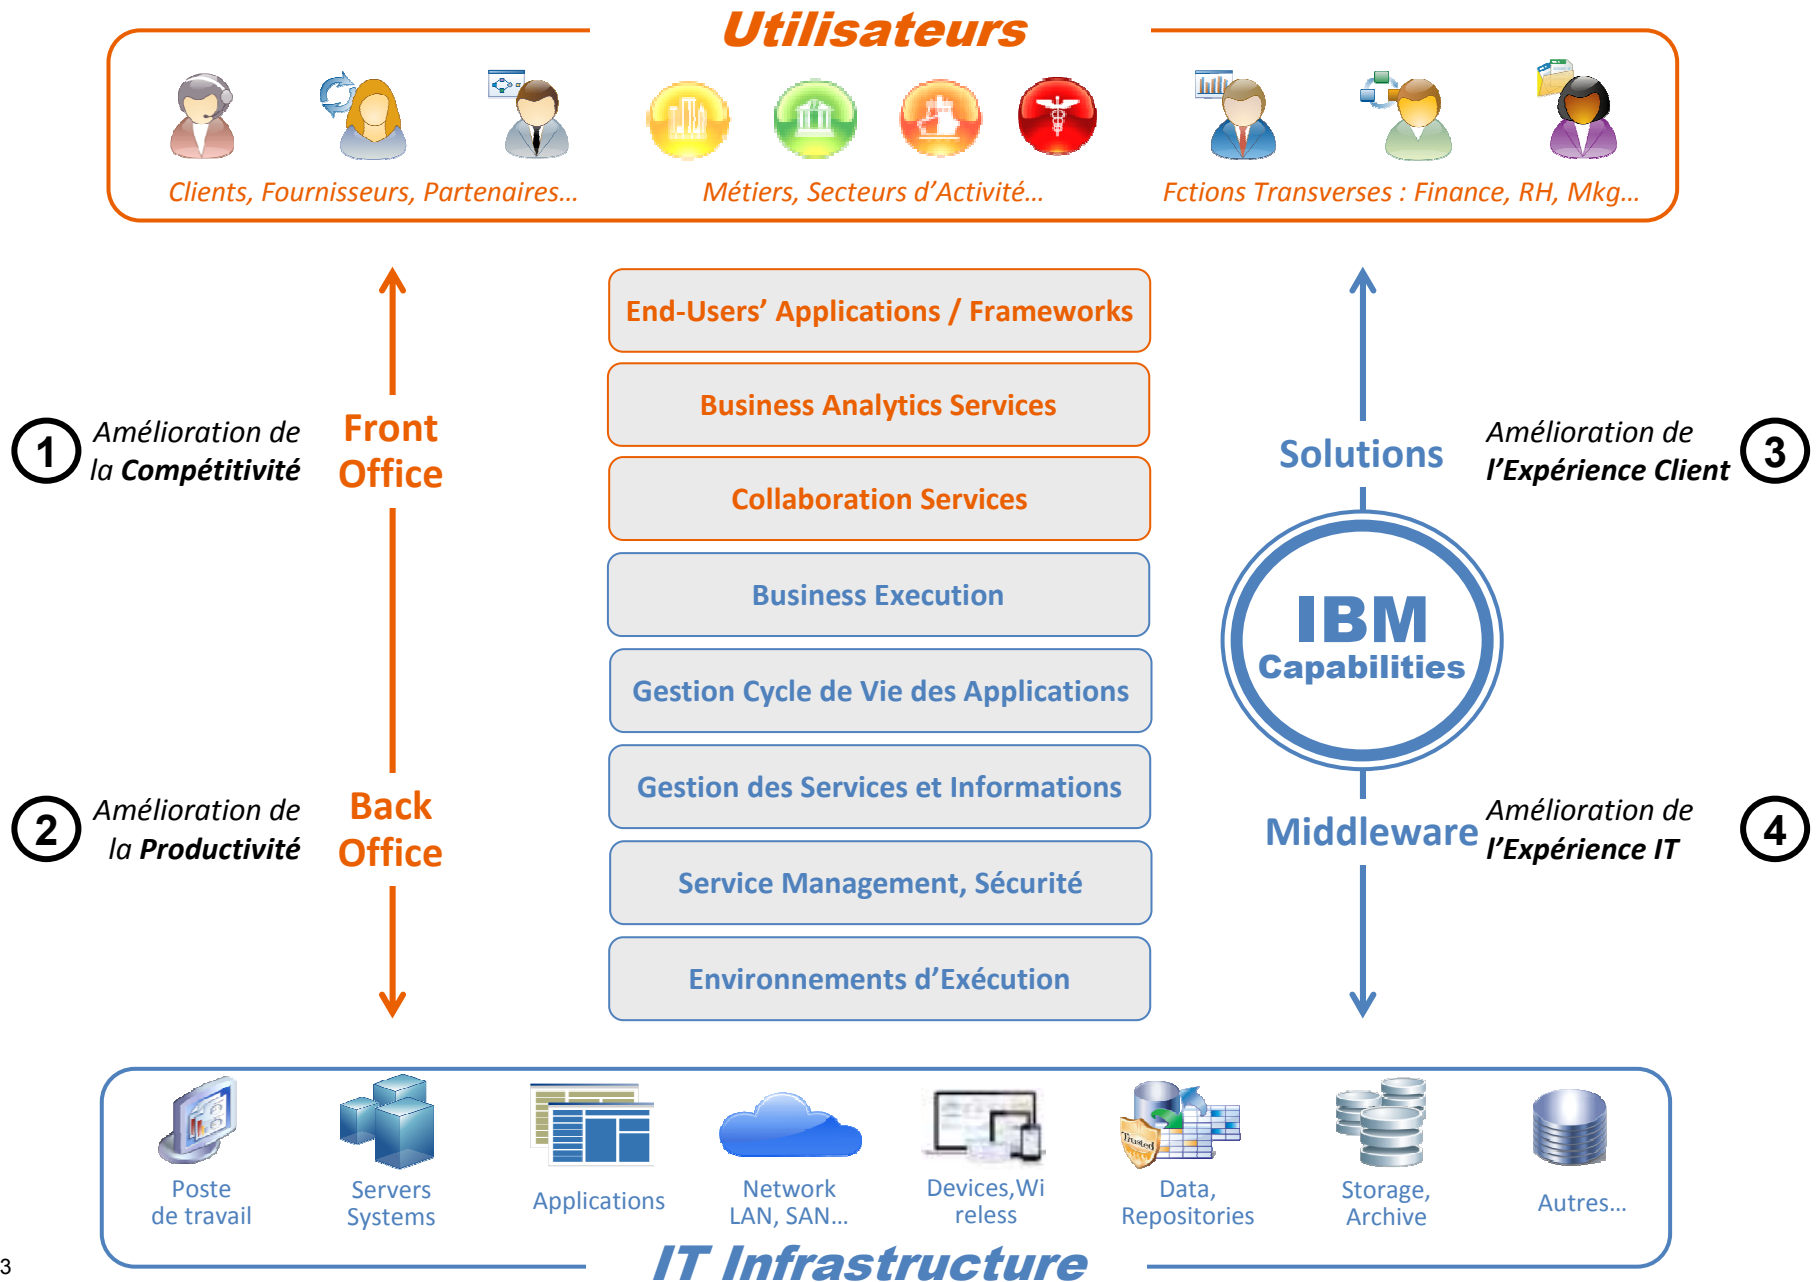 Utilisateurs
Clients, Fournisseurs, Partenaires…
Métiers, Secteurs d’Activité…
Fctions Transverses : Finance, RH, Mkg…
End-Users’ Applications / Frameworks
Business Analytics Services
Collaboration Services
Business Execution
Gestion Cycle de Vie des Applications
Gestion des Services et Informations
Service Management, Sécurité
Environnements d’Exécution
1
Amélioration de
la Compétitivité
Front
Office
2
Amélioration de
la Productivité
Back
Office
Solutions
Amélioration de
l’Expérience Client
3
IBM
Capabilities
Middleware
Amélioration de
l’Expérience IT
4
Trusted
Poste
de travail
Servers
Systems
Applications
Network
LAN, SAN…
Devices,Wi
reless
Data,
Repositories
Storage,
Archive
Autres…
IT Infrastructure
3